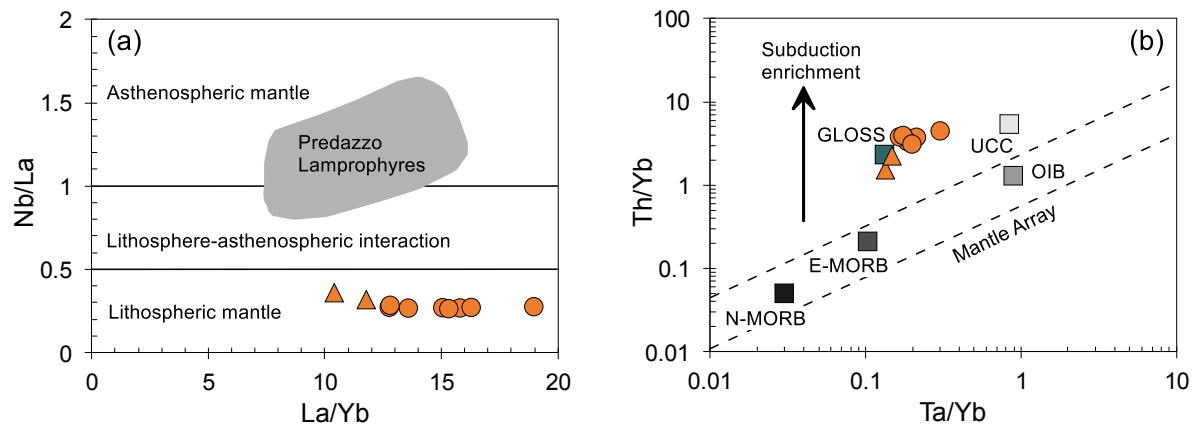 (a)
Asthenospheric mantle
Predazzo
Lamprophyres
Lithosphere-asthenospheric interaction
Lithospheric mantle
2
1.5
1
0.5
0
0
5
10
15
20
Nb/La
La/Yb
(b)
Subduction
enrichment
GLOSS
UCC
OIB
Mantle Array
E-MORB
N-MORB
100
10
1
0.1
0.01
0.01
0.1
1
10
Th/Yb
Ta/Yb